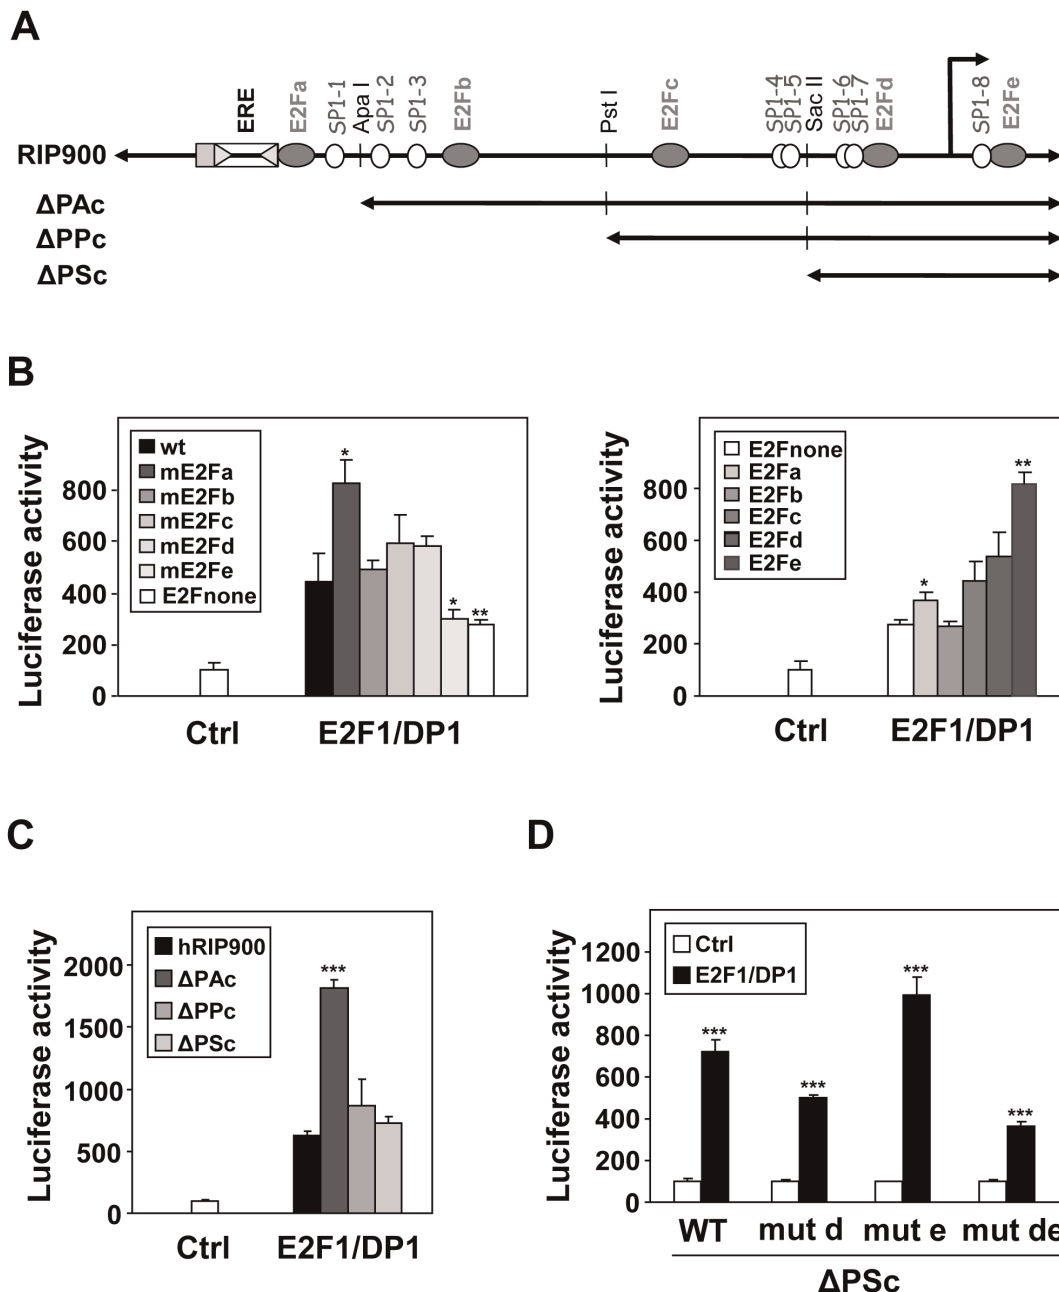 A
ERE E2Fa SP1-1 Apa I SP1-2 SP1-3 E2Fb Pst I E2Fc SP1-4 SP1-5 Sac II SP1-6 SP1-7 E2Fd SP1-8 E2Fe
RIP900
ΔPAc
ΔPPc
ΔPSc
B
Luciferase activity
800
600
400
200
0
wt
mE2Fa
mE2Fb
mE2Fc
mE2Fd
mE2Fe
E2Fnone
*
*
**
Ctrl E2F1/DP1
Luciferase activity
800
600
400
200
0
E2Fnone
E2Fa
E2Fb
E2Fc
E2Fd
E2Fe
*
**
Ctrl E2F1/DP1
C
Luciferase activity
2000
1500
1000
500
0
hRIP900
ΔPAc
ΔPPc
ΔPSc
***
Ctrl E2F1/DP1
D
Luciferase activity
1200
1000
800
600
400
200
0
Ctrl
E2F1/DP1
***
***
***
***
WT mut d mut e mut de
ΔPSc